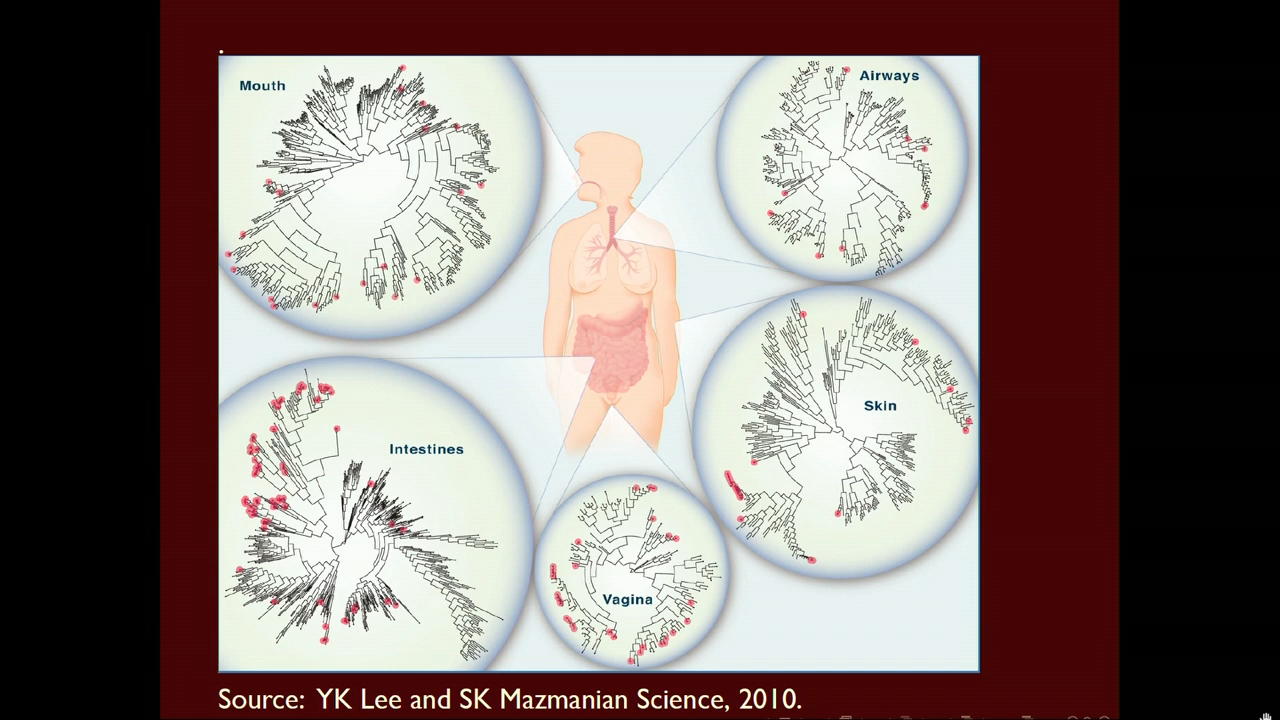 Mouth
Airways
Skin
Intestines
Vagina
Source: YK Lee and SK Mazmanian Science, 2010.